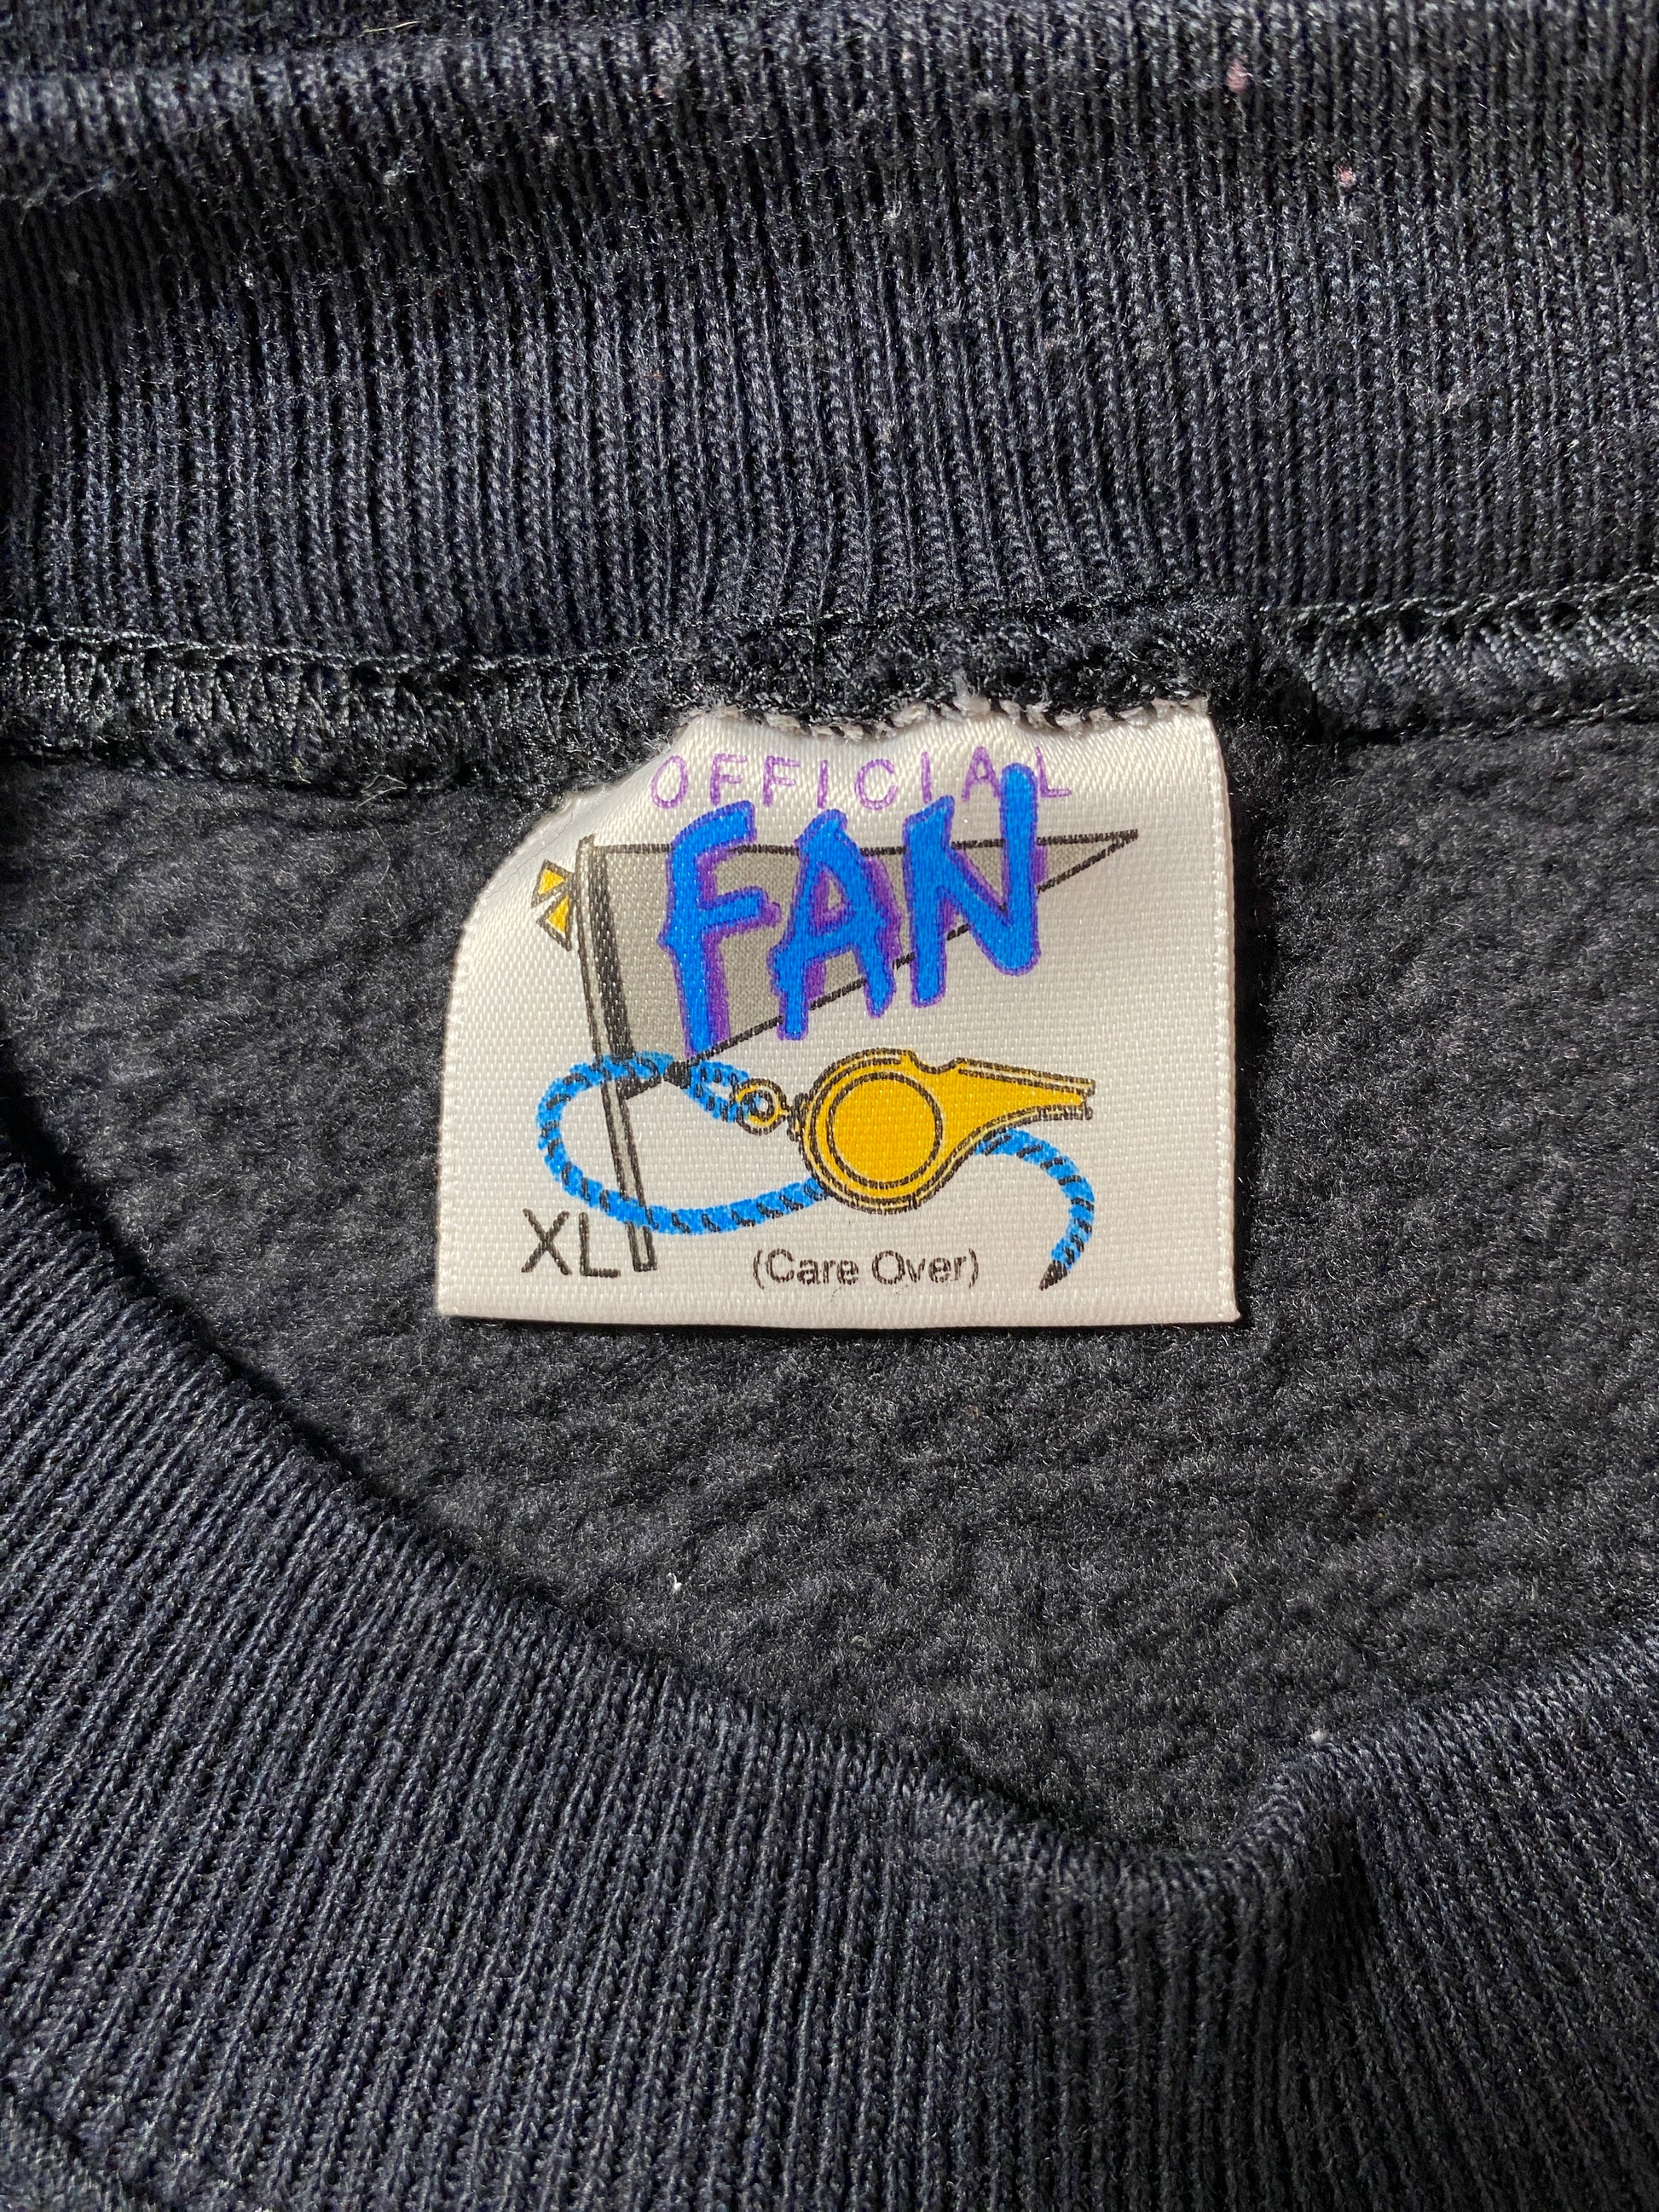 OFFICIAL
FAN
XL
(Care Over)